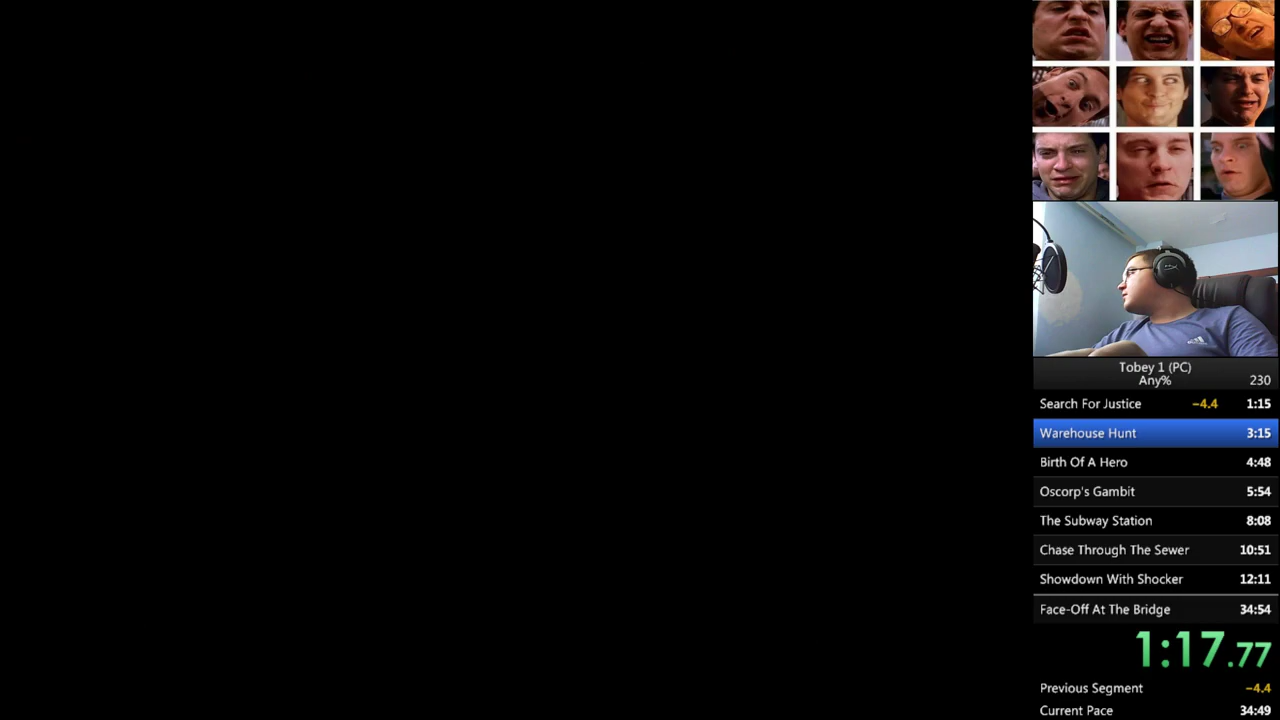 Tobey 1 (PC)
Any% 230
Search For Justice −4.4 1:15
Warehouse Hunt 3:15
Birth Of A Hero 4:48
Oscorp's Gambit 5:54
The Subway Station 8:08
Chase Through The Sewer 10:51
Showdown With Shocker 12:11
Face-Off At The Bridge 34:54
1:17.77
Previous Segment −4.4
Current Pace 34:49